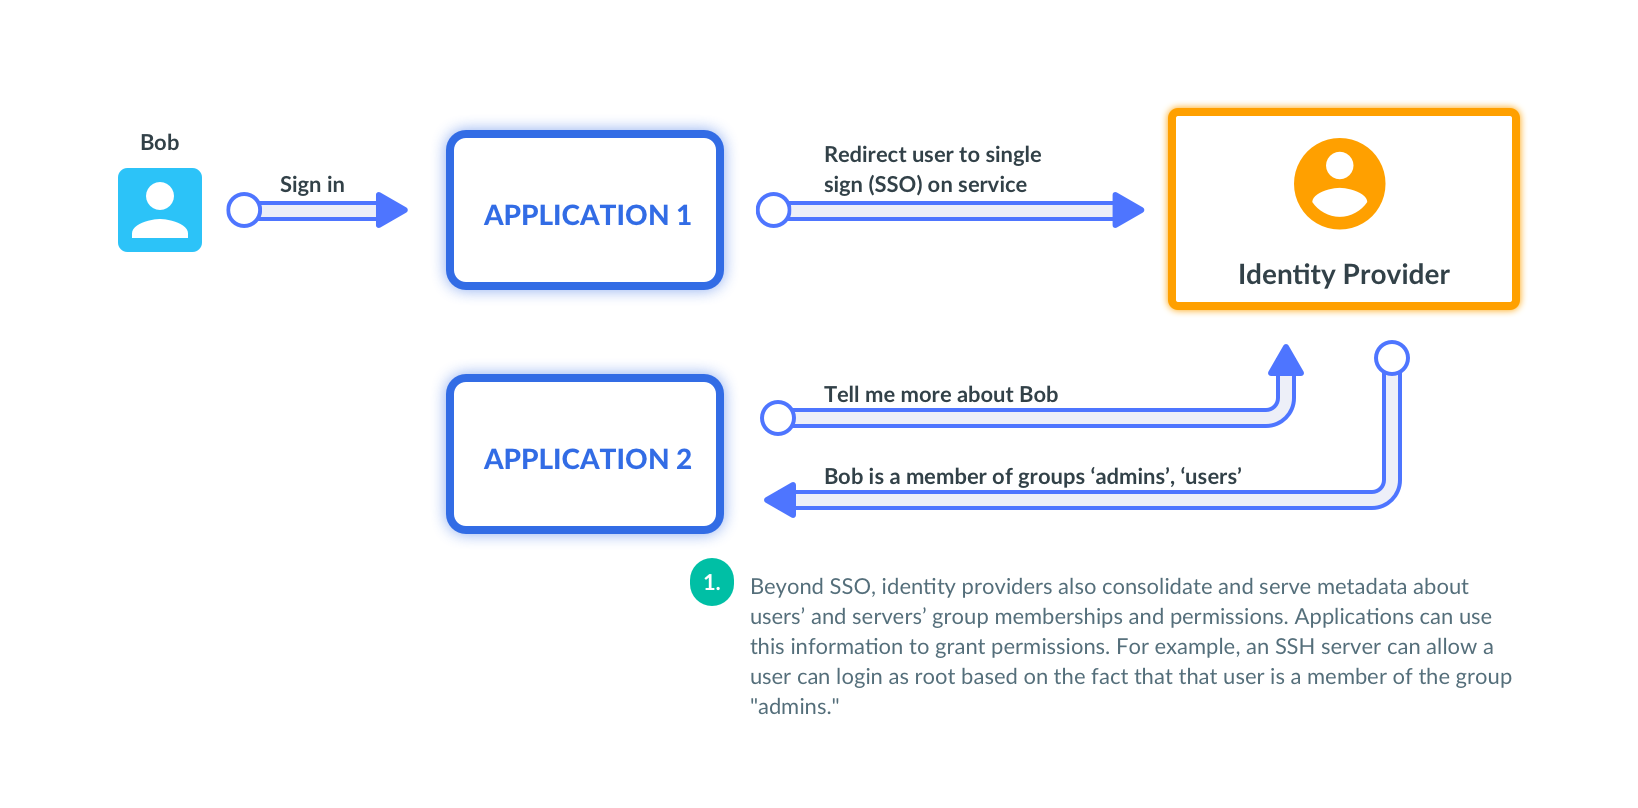 Bob
Sign in
APPLICATION 1
Redirect user to single
sign (SSO) on service
Identity Provider
APPLICATION 2
Tell me more about Bob
Bob is a member of groups ‘admins’, ‘users’
1.
Beyond SSO, identity providers also consolidate and serve metadata about
users’ and servers’ group memberships and permissions. Applications can use
this information to grant permissions. For example, an SSH server can allow a
user can login as root based on the fact that that user is a member of the group
"admins."